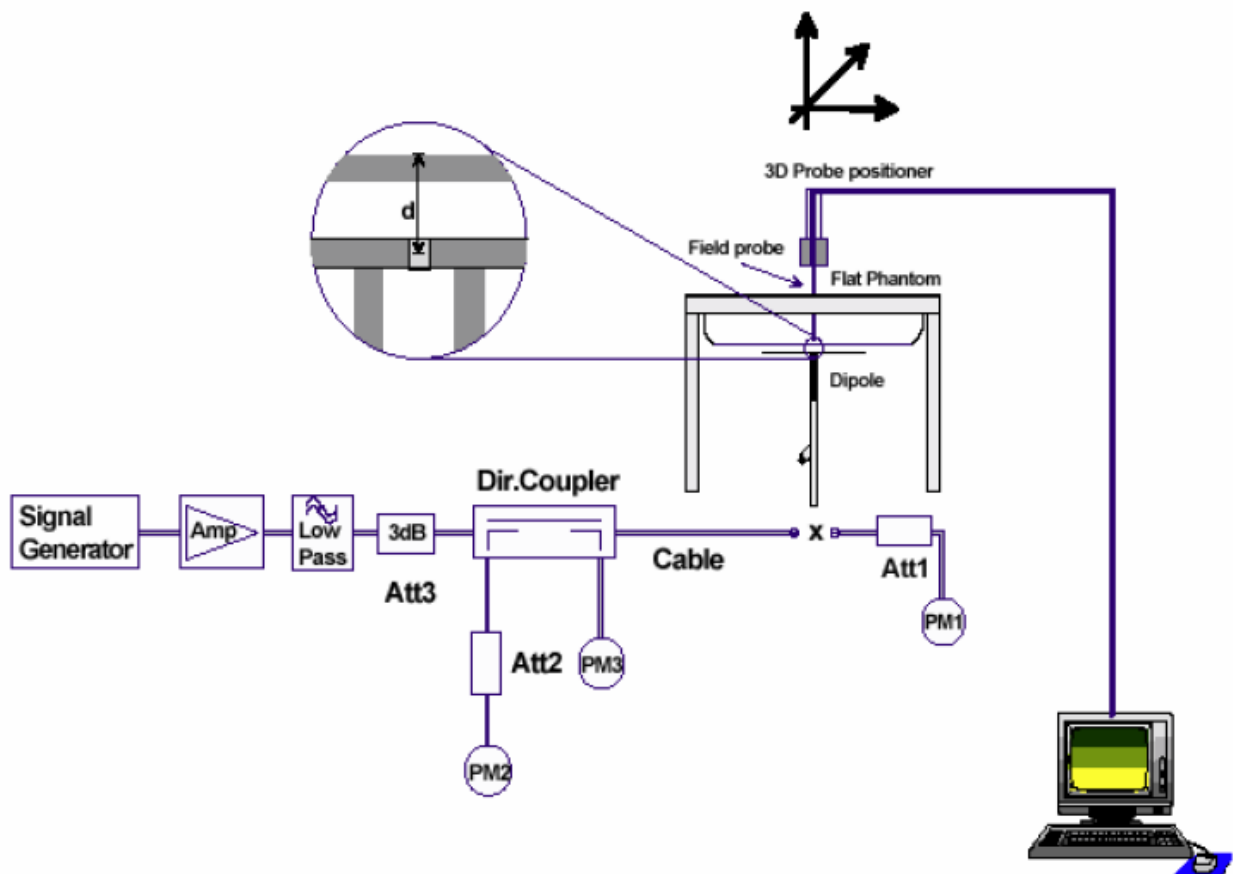 3D Probe positioner
d
Field probe
Flat Phantom
Dipole
Dir.Coupler
Signal
Generator
Amp
Low
Pass
3dB
Att3
Cable
x
Att1
PM1
Att2
PM3
PM2